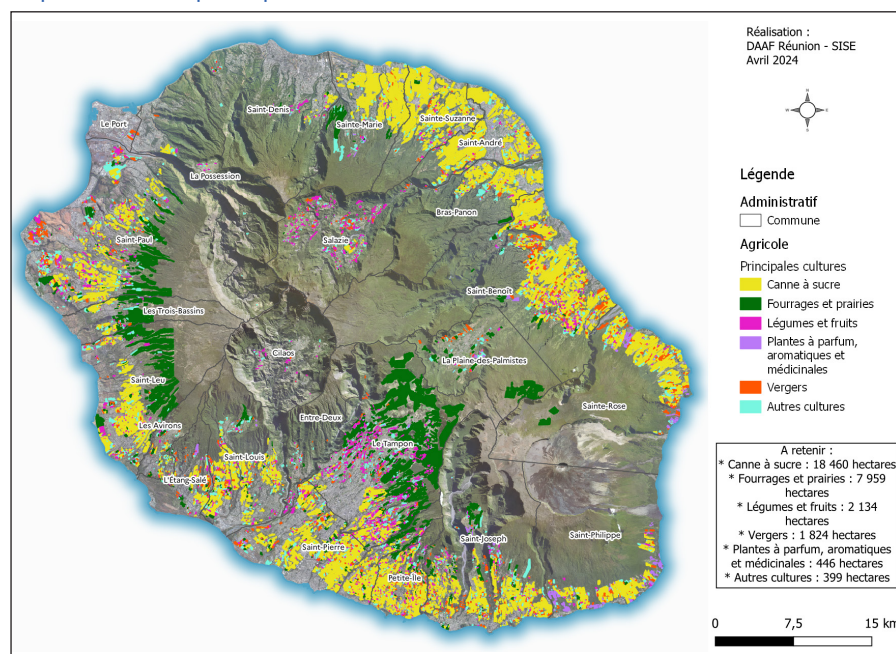 Réalisation :
DAAF Réunion - SISE
Avril 2024
N
W
E
S
Légende
Administratif
Commune
Agricole
Principales cultures
Canne à sucre
Fourrages et prairies
Légumes et fruits
Plantes à parfum,
aromatiques et
médicinales
Vergers
Autres cultures
A retenir :
* Canne à sucre : 18 460 hectares
* Fourrages et prairies : 7 959
hectares
* Légumes et fruits : 2 134
hectares
* Vergers : 1 824 hectares
* Plantes à parfum, aromatiques
et médicinales : 446 hectares
* Autres cultures : 399 hectares
0 7,5 15 km
Saint-Denis
Le Port
Sainte-Marie
Sainte-Suzanne
Saint-André
La Possession
Bras-Panon
Saint-Paul
Salazie
Saint-Benoît
Les Trois-Bassins
Cilaos
La Plaine-des-Palmistes
Saint-Leu
Sainte-Rose
Les Avirons
Entre-Deux
Le Tampon
Saint-Louis
L'Étang-Salé
Saint-Joseph
Saint-Philippe
Saint-Pierre
Petite-Île